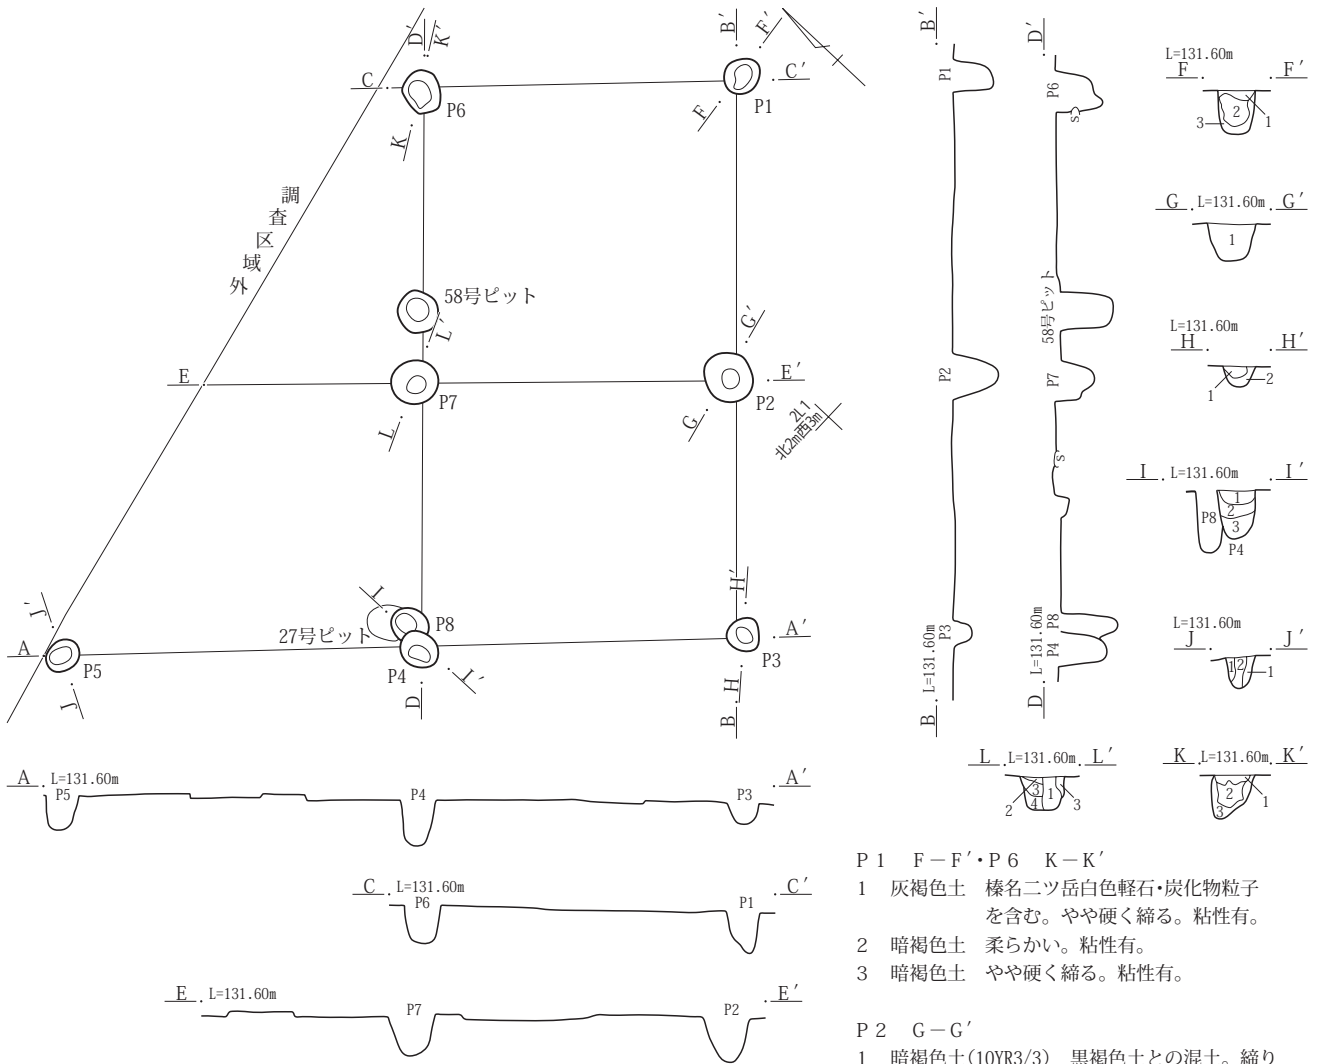 D′
K′
B′
F′
C
C′
P6
P1
K
F
調査区域外
58号ピット
L′
G′
E
E′
P7
P2
L
G
2L1
北2m西3m
J′
I
H′
27号ピット
P8
A
A′
P5
P4
P3
J
D
I′
H
B
B′
P1
P2
P3
L=131.60m
B
D′
P6
S
58号ピット
P7
S
P8
P4
L=131.60m
D
L=131.60m
F F′
2
3 1
G L=131.60m G′
1
L=131.60m
H H′
1 2
I L=131.60m I′
1
2
3
P8
P4
L=131.60m
J J′
1 2 1
L L=131.60m L′
3 1
2 4 3
K L=131.60m K′
2
3 1
A L=131.60m A′
P5 P4 P3
C L=131.60m C′
P6 P1
E L=131.60m E′
P7 P2
P1 F－F′・P6 K－K′
1 灰褐色土 榛名二ツ岳白色軽石・炭化物粒子
を含む。やや硬く締る。粘性有。
2 暗褐色土 柔らかい。粘性有。
3 暗褐色土 やや硬く締る。粘性有。
P2 G－G′
1 暗褐色土(10YR3/3) 黒褐色土との混土。締り